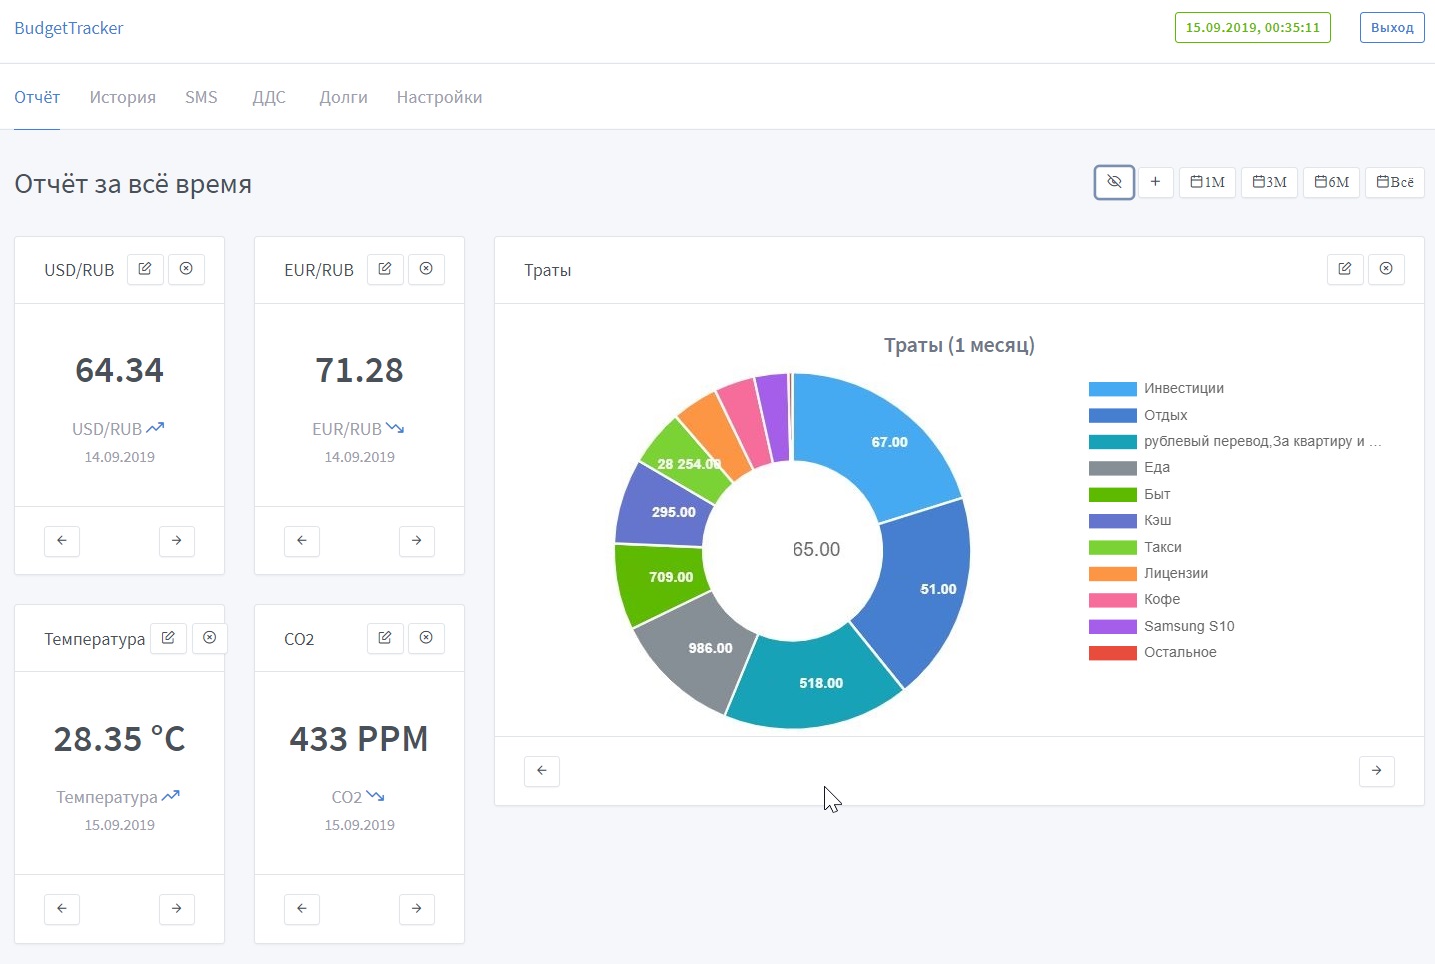 BudgetTracker
15.09.2019, 00:35:11
Выход
Отчёт
История
SMS
ДДС
Долги
Настройки
Отчёт за всё время
+
1М
3М
6М
Всё
USD/RUB
64.34
USD/RUB
14.09.2019
EUR/RUB
71.28
EUR/RUB
14.09.2019
Траты
Траты (1 месяц)
67.00
51.00
518.00
986.00
709.00
295.00
28 254.00
65.00
Инвестиции
Отдых
рублевый перевод,За квартиру и ...
Еда
Быт
Кэш
Такси
Лицензии
Кофе
Samsung S10
Остальное
Температура
28.35 °C
Температура
15.09.2019
CO2
433 PPM
CO2
15.09.2019